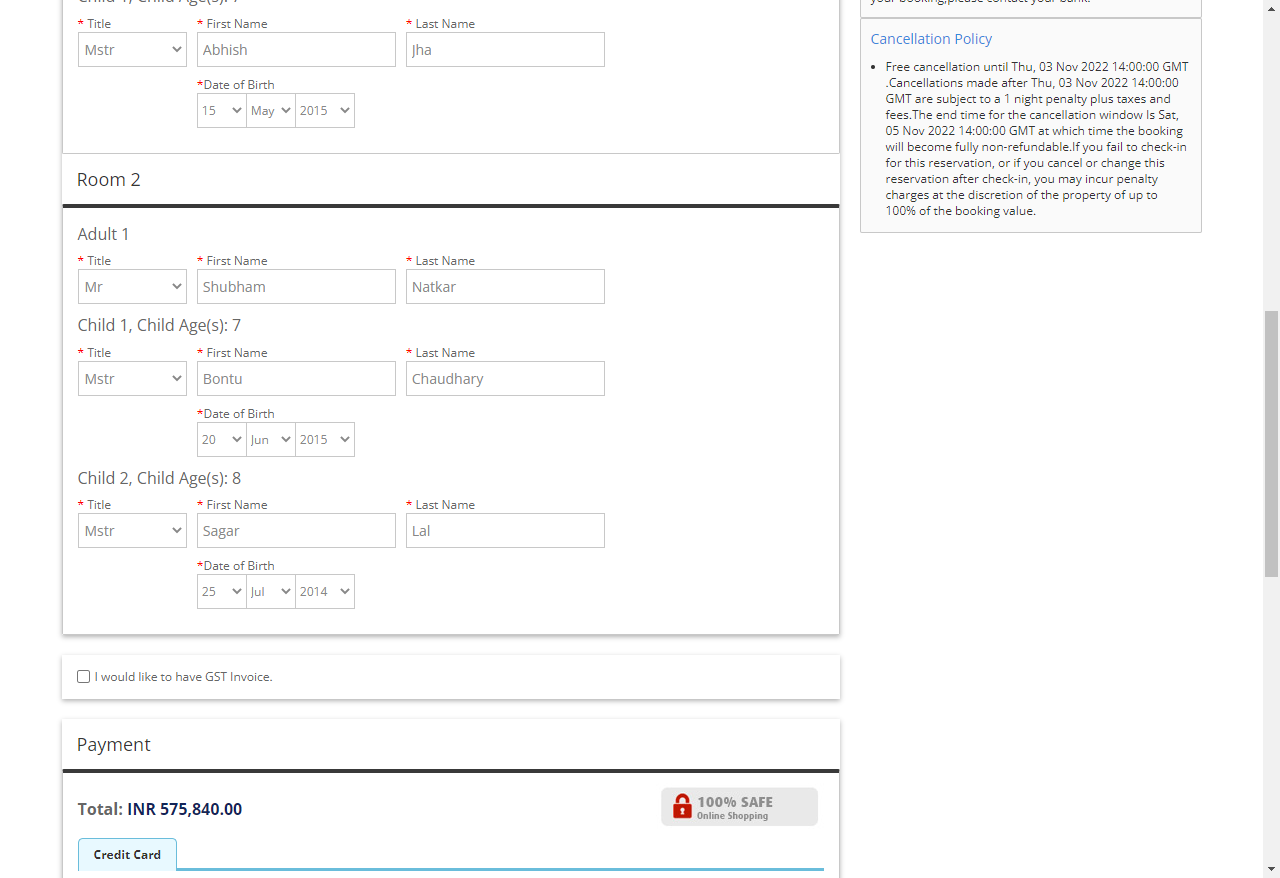 * Title * First Name * Last Name
Mstr Abhish Jha
*Date of Birth
15 May 2015
Room 2
Adult 1
* Title * First Name * Last Name
Mr Shubham Natkar
Child 1, Child Age(s): 7
* Title * First Name * Last Name
Mstr Bontu Chaudhary
*Date of Birth
20 Jun 2015
Child 2, Child Age(s): 8
* Title * First Name * Last Name
Mstr Sagar Lal
*Date of Birth
25 Jul 2014
I would like to have GST Invoice.
Payment
Total: INR 575,840.00
100% SAFE
Online Shopping
Credit Card
Cancellation Policy
• Free cancellation until Thu, 03 Nov 2022 14:00:00 GMT
.Cancellations made after Thu, 03 Nov 2022 14:00:00
GMT are subject to a 1 night penalty plus taxes and
fees.The end time for the cancellation window Is Sat,
05 Nov 2022 14:00:00 GMT at which time the booking
will become fully non-refundable.If you fail to check-in
for this reservation, or if you cancel or change this
reservation after check-in, you may incur penalty
charges at the discretion of the property of up to
100% of the booking value.